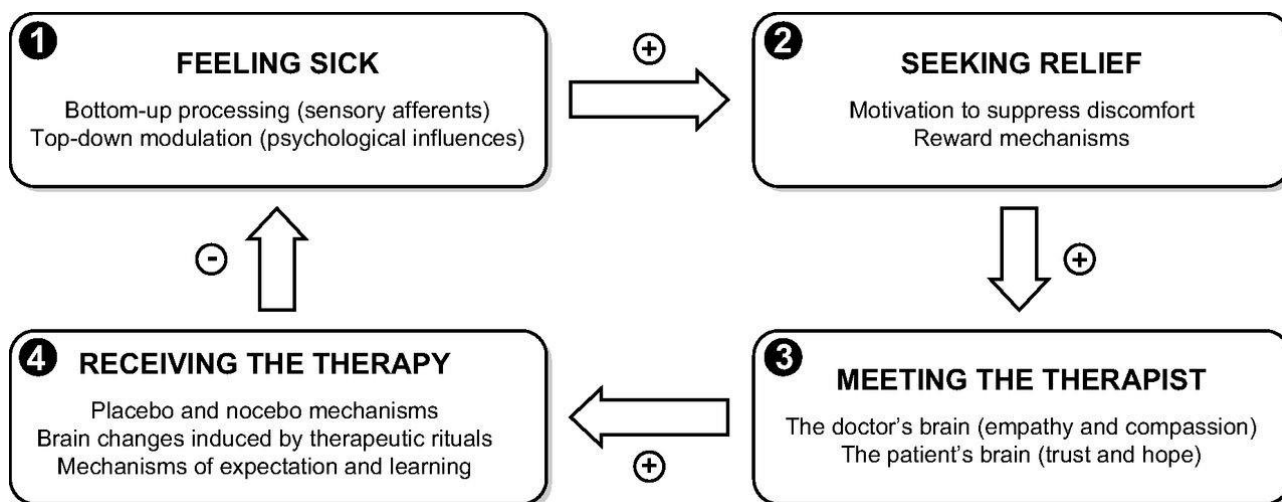 1
FEELING SICK
Bottom-up processing (sensory afferents)
Top-down modulation (psychological influences)
+
2
SEEKING RELIEF
Motivation to suppress discomfort
Reward mechanisms
+
3
MEETING THE THERAPIST
The doctor's brain (empathy and compassion)
The patient's brain (trust and hope)
+
4
RECEIVING THE THERAPY
Placebo and nocebo mechanisms
Brain changes induced by therapeutic rituals
Mechanisms of expectation and learning
-